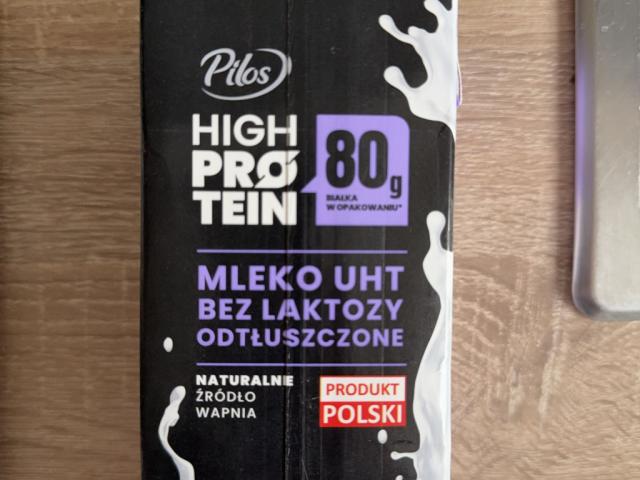 Pilos
HIGH
PRO
TEIN
80g
BIAŁKA
W OPAKOWANIU*
MLEKO UHT
BEZ LAKTOZY
ODTŁUSZCZONE
NATURALNE
ŹRÓDŁO
WAPNIA
PRODUKT
POLSKI